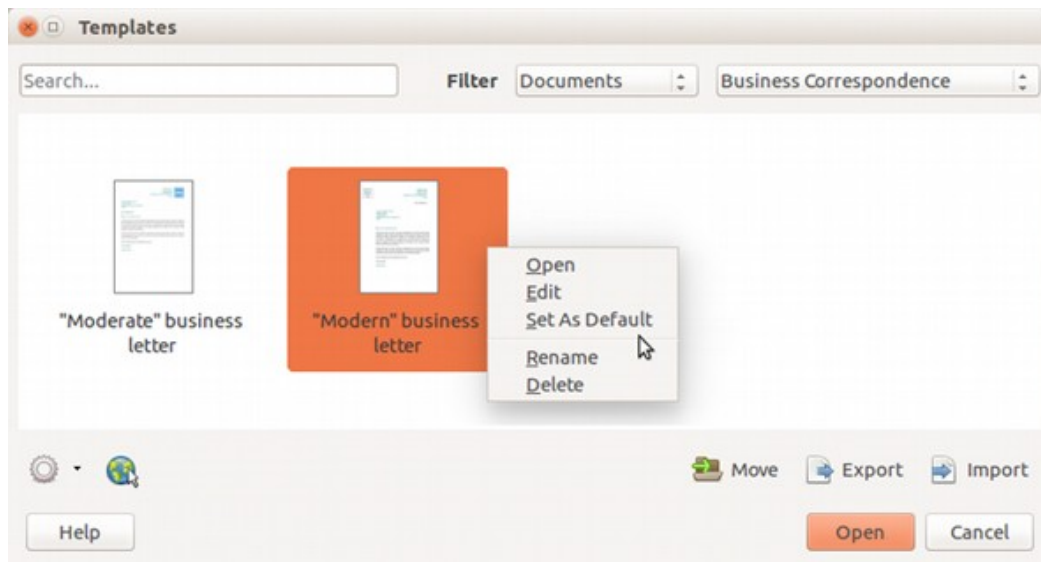 Templates
Search...
Filter Documents Business Correspondence
"Moderate" business
letter
"Modern" business
letter
Open
Edit
Set As Default
Rename
Delete
Move Export Import
Help Open Cancel